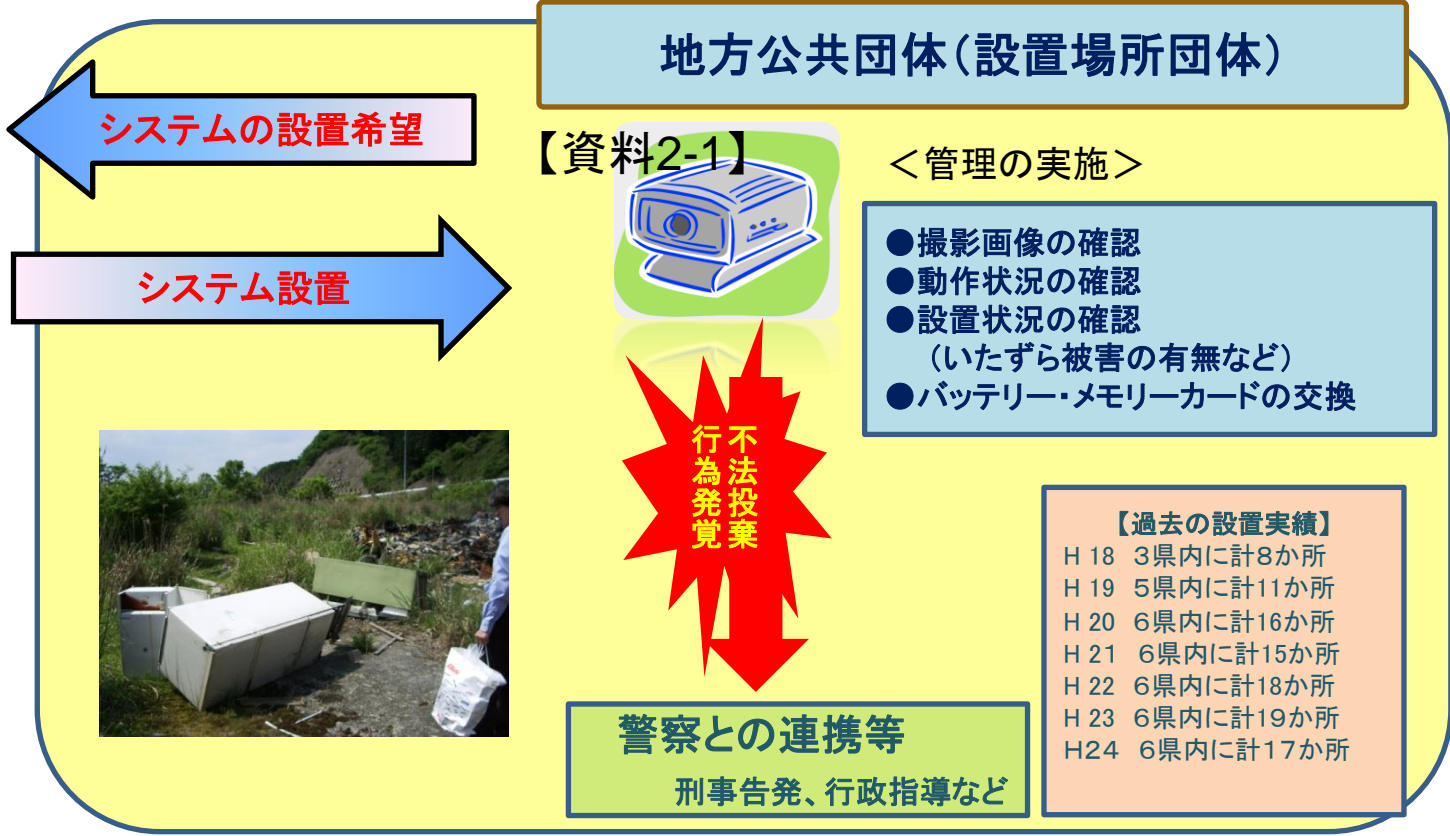 地方公共団体（設置場所団体）
システムの設置希望
【資料2-1】
＜管理の実施＞
システム設置
●撮影画像の確認
●動作状況の確認
●設置状況の確認
（いたずら被害の有無など）
●バッテリー・メモリーカードの交換
不法投棄
行為発覚
【過去の設置実績】
H 18 3県内に計８か所
H 19 5県内に計11か所
H 20 6県内に計16か所
H 21 6県内に計15か所
H 22 6県内に計18か所
H 23 6県内に計１９か所
H２４ ６県内に計１７か所
警察との連携等
刑事告発、行政指導など